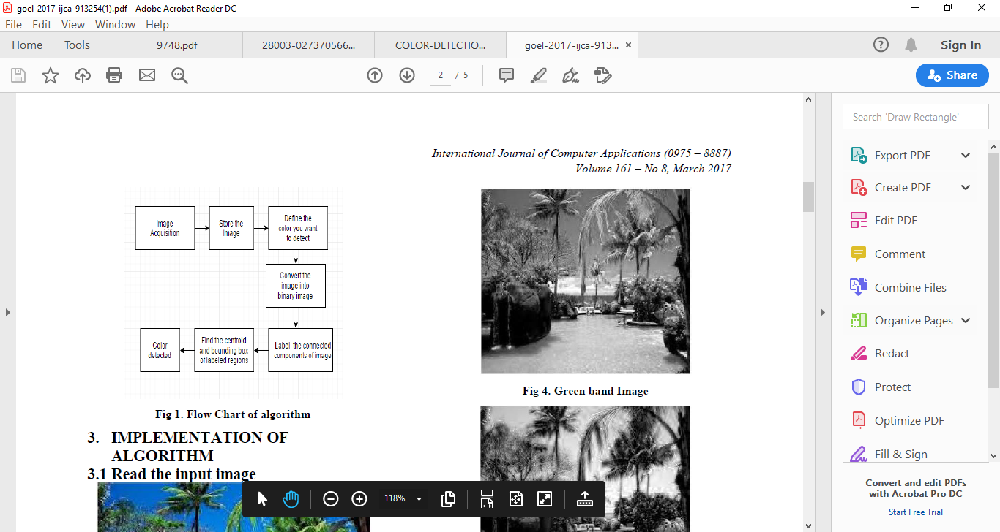 goel-2017-ijca-913254(1).pdf - Adobe Acrobat Reader DC
File Edit View Window Help
Home Tools 9748.pdf 28003-027370566... COLOR-DETECTIO... goel-2017-ijca-913... × Sign In
2 / 5 Share
International Journal of Computer Applications (0975 – 8887)
Volume 161 – No 8, March 2017
Image
Acquisition
Store the
Image
Define the
color you want
to detect
Convert the
image into
binary image
Label the connected
components of image
Find the centroid
and bounding box
of labeled regions
Color
detected
Fig 1. Flow Chart of algorithm
3. IMPLEMENTATION OF
ALGORITHM
3.1 Read the input image
Fig 4. Green band Image
118%
Search 'Draw Rectangle'
Export PDF
Create PDF
Edit PDF
Comment
Combine Files
Organize Pages
Redact
Protect
Optimize PDF
Fill & Sign
Convert and edit PDFs
with Acrobat Pro DC
Start Free Trial